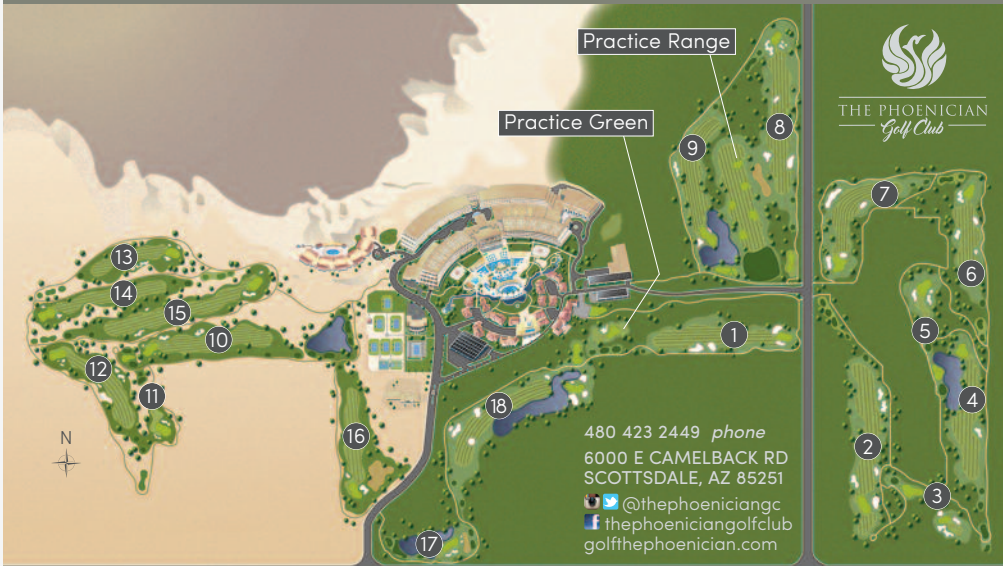 Practice Range
Practice Green
THE PHOENICIAN
Golf Club
8
9
7
13
14
15
10
12
11
16
6
5
4
1
18
2
3
17
N
480 423 2449 phone
6000 E CAMELBACK RD
SCOTTSDALE, AZ 85251
@thephoeniciangc
f thephoeniciangolfclub
golfthephoenician.com